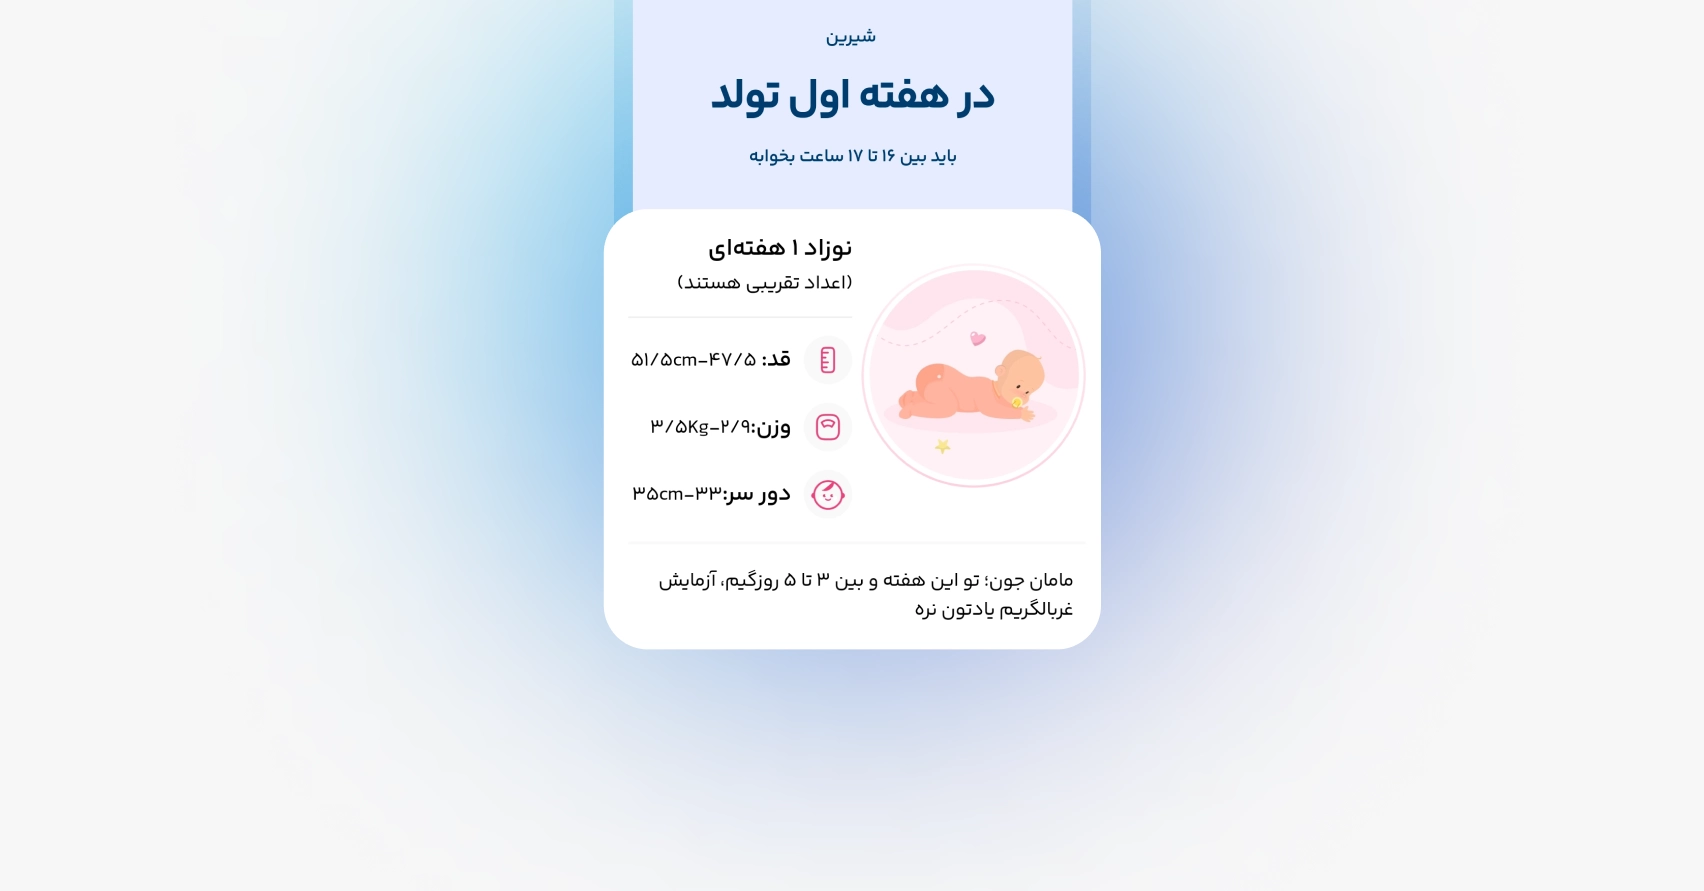 شیرین
در هفته اول تولد
باید بین ۱۶ تا ۱۷ ساعت بخوابه
نوزاد ۱ هفته‌ای
(اعداد تقریبی هستند)
قد: ۴۷/۵-۵۱/۵cm
وزن:۲/۹-۳/۵Kg
دور سر:۳۳-۳۵cm
مامان جون؛ تو این هفته و بین ۳ تا ۵ روزگیم، آزمایش
غربالگریم یادتون نره